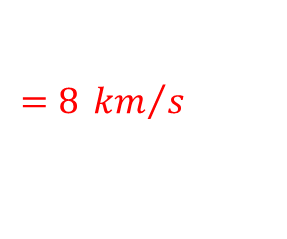 = 8 km/s